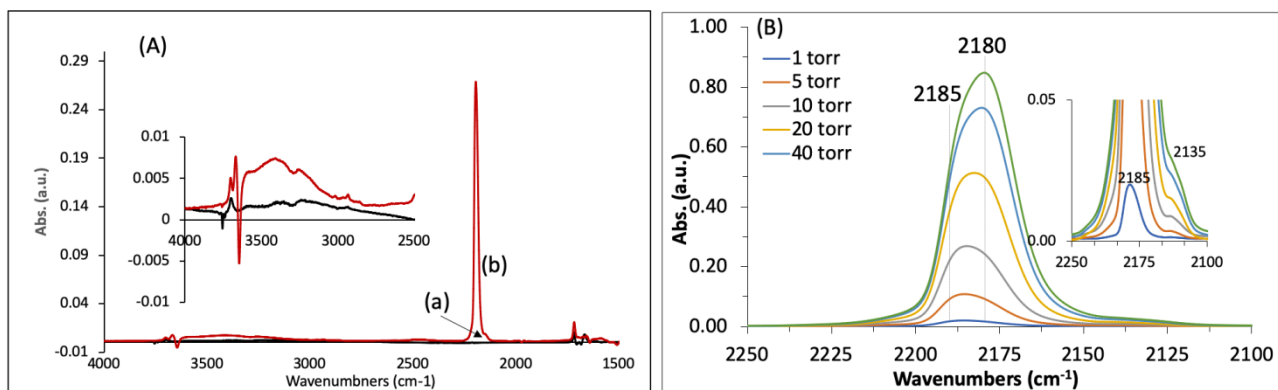 (A)
0.29
0.24
0.19
0.14
0.09
0.04
-0.01
Abs. (a.u.)
4000 3500 3000 2500 2000 1500
Wavenumbners (cm-1)
0.01
0.005
0
-0.005
-0.01
4000 3500 3000 2500
(b)
(a)
(B)
1.00
0.80
0.60
0.40
0.20
0.00
Abs. (a.u.)
2250 2225 2200 2175 2150 2125 2100
Wavenumbers (cm-1)
1 torr
5 torr
10 torr
20 torr
40 torr
2180
2185
0.05
0.00
2250 2175 2100
2135
2185